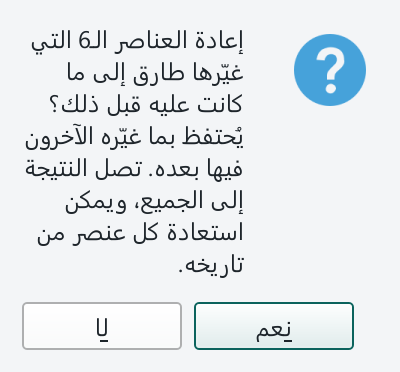 إعادة العناصر الـ6 التي
غيّرها طارق إلى ما
كانت عليه قبل ذلك؟
يُحتفظ بما غيّره الآخرون
فيها بعده. تصل النتيجة
إلى الجميع، ويمكن
استعادة كل عنصر من
تاريخه.
نعم
لا